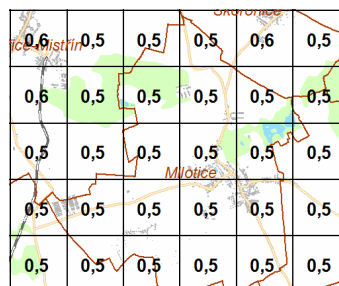 Skoronice
0,6 0,5 0,5 0,5 0,6 0,5
ice-Mistřín
0,6 0,5 0,5 0,5 0,5 0,5
0,5 0,5 0,5 0,5 0,5 0,5
Milotice
0,5 0,5 0,5 0,5 0,5 0,5
0,5 0,5 0,5 0,5 0,5 0,5